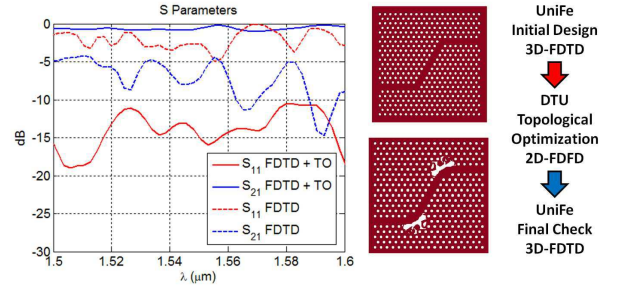 S Parameters
0
-5
-10
-15
-20
-25
-30
dB
S11 FDTD + TO
S21 FDTD + TO
S11 FDTD
S21 FDTD
1.5
1.52
1.54
1.56
1.58
1.6
λ (μm)
UniFe
Initial Design
3D-FDTD
DTU
Topological
Optimization
2D-FDFD
UniFe
Final Check
3D-FDTD